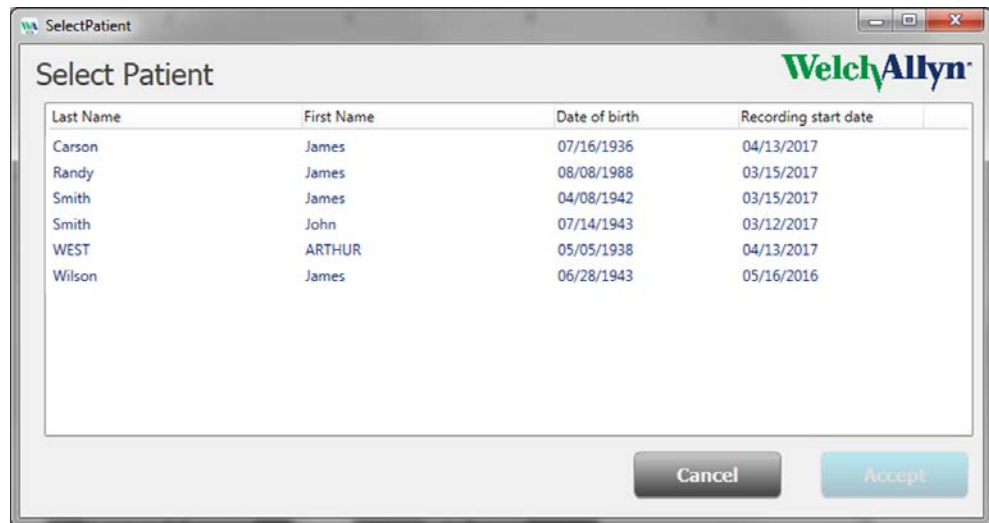 SelectPatient
Select Patient
WelchAllyn
Last Name First Name Date of birth Recording start date
Carson James 07/16/1936 04/13/2017
Randy James 08/08/1988 03/15/2017
Smith James 04/08/1942 03/15/2017
Smith John 07/14/1943 03/12/2017
WEST ARTHUR 05/05/1938 04/13/2017
Wilson James 06/28/1943 05/16/2016
Cancel Accept